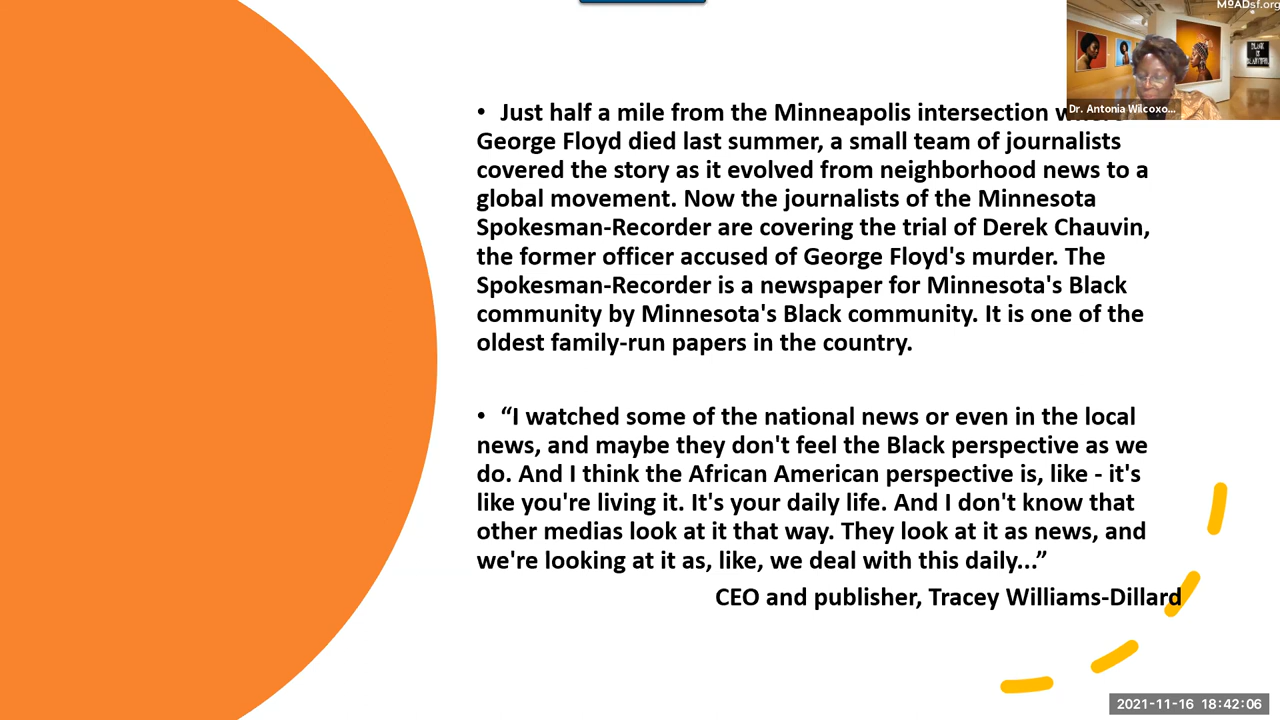 MoADsf.org
Dr. Antonia Wilcoxo...
• Just half a mile from the Minneapolis intersection
George Floyd died last summer, a small team of journalists
covered the story as it evolved from neighborhood news to a
global movement. Now the journalists of the Minnesota
Spokesman-Recorder are covering the trial of Derek Chauvin,
the former officer accused of George Floyd's murder. The
Spokesman-Recorder is a newspaper for Minnesota's Black
community by Minnesota's Black community. It is one of the
oldest family-run papers in the country.
• “I watched some of the national news or even in the local
news, and maybe they don't feel the Black perspective as we
do. And I think the African American perspective is, like - it's
like you're living it. It's your daily life. And I don't know that
other medias look at it that way. They look at it as news, and
we're looking at it as, like, we deal with this daily...”
CEO and publisher, Tracey Williams-Dillard
2021-11-16 18:42:06